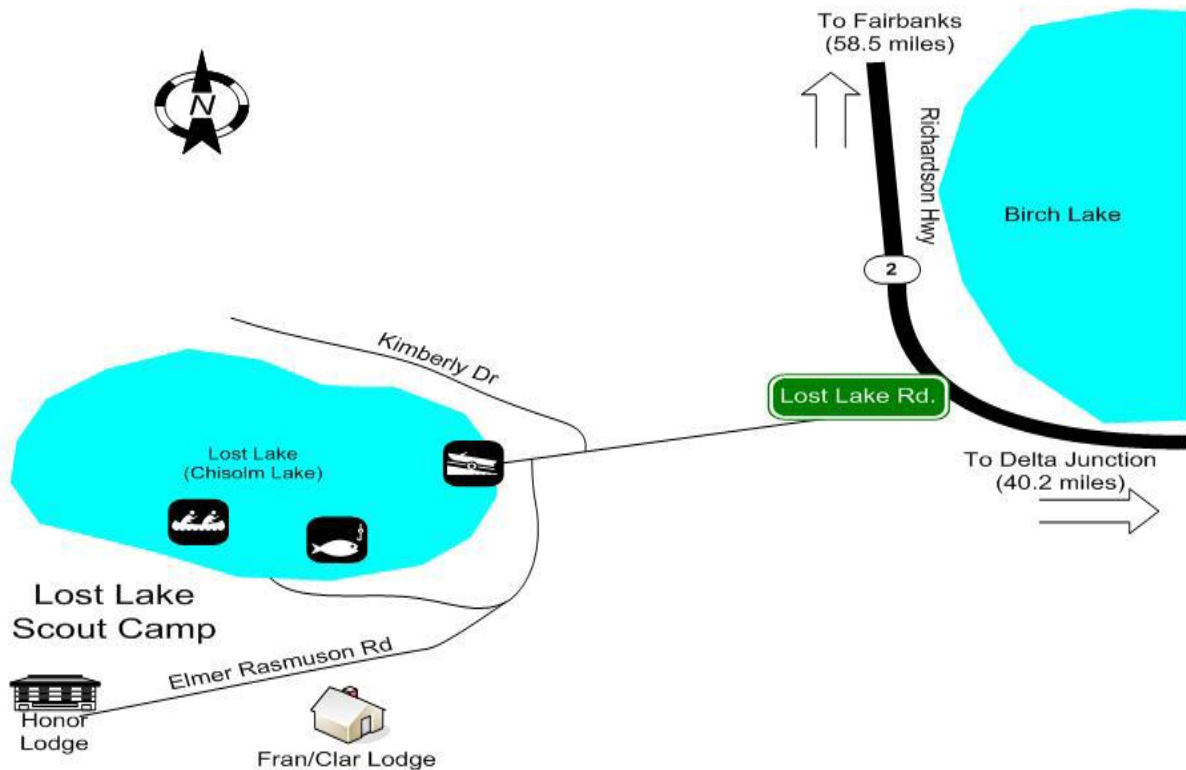 To Fairbanks
(58.5 miles)
N
Richardson Hwy
Birch Lake
2
Kimberly Dr
Lost Lake Rd.
Lost Lake
(Chisolm Lake)
To Delta Junction
(40.2 miles)
Lost Lake
Scout Camp
Elmer Rasmuson Rd
Honor
Lodge
Fran/Clar Lodge